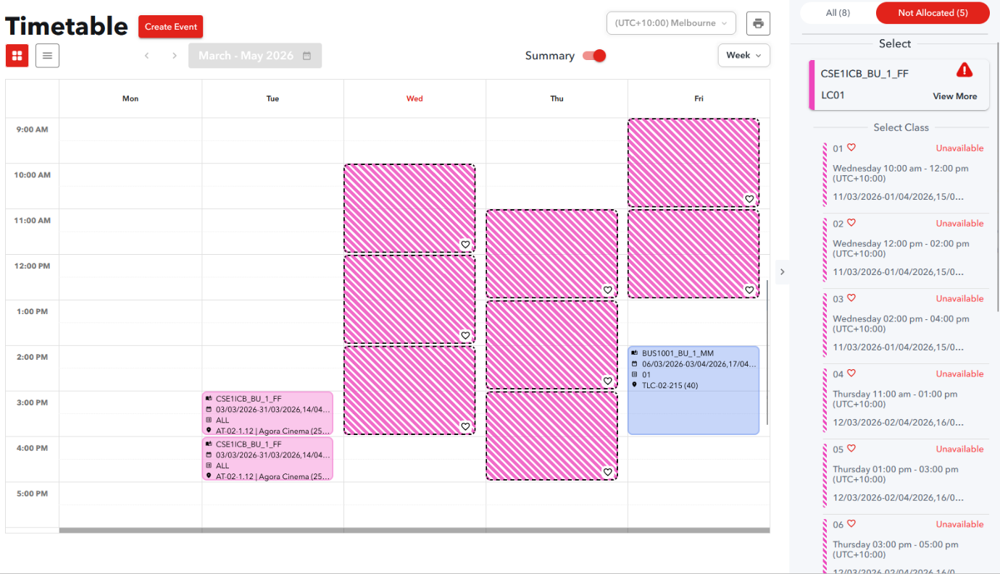 Timetable
Create Event
(UTC+10:00) Melbourne
March - May 2026
Summary
Week
Mon
Tue
Wed
Thu
Fri
9:00 AM
10:00 AM
11:00 AM
12:00 PM
1:00 PM
2:00 PM
3:00 PM
4:00 PM
5:00 PM
CSE1ICB_BU_1_FF
03/03/2026-31/03/2026,14/04...
ALL
AT-02-1.12 | Agora Cinema (25...
CSE1ICB_BU_1_FF
03/03/2026-31/03/2026,14/04...
ALL
AT-02-1.12 | Agora Cinema (25...
BUS1001_BU_1_MM
06/03/2026-03/04/2026,17/04...
01
TLC-02-215 (40)
All (8)
Not Allocated (5)
Select
CSE1ICB_BU_1_FF
LC01
View More
Select Class
01 Unavailable
Wednesday 10:00 am - 12:00 pm
(UTC+10:00)
11/03/2026-01/04/2026,15/0...
02 Unavailable
Wednesday 12:00 pm - 02:00 pm
(UTC+10:00)
11/03/2026-01/04/2026,15/0...
03 Unavailable
Wednesday 02:00 pm - 04:00 pm
(UTC+10:00)
11/03/2026-01/04/2026,15/0...
04 Unavailable
Thursday 11:00 am - 01:00 pm
(UTC+10:00)
12/03/2026-02/04/2026,16/0...
05 Unavailable
Thursday 01:00 pm - 03:00 pm
(UTC+10:00)
12/03/2026-02/04/2026,16/0...
06 Unavailable
Thursday 03:00 pm - 05:00 pm
(UTC+10:00)
12/03/2026-02/04/2026,16/0...